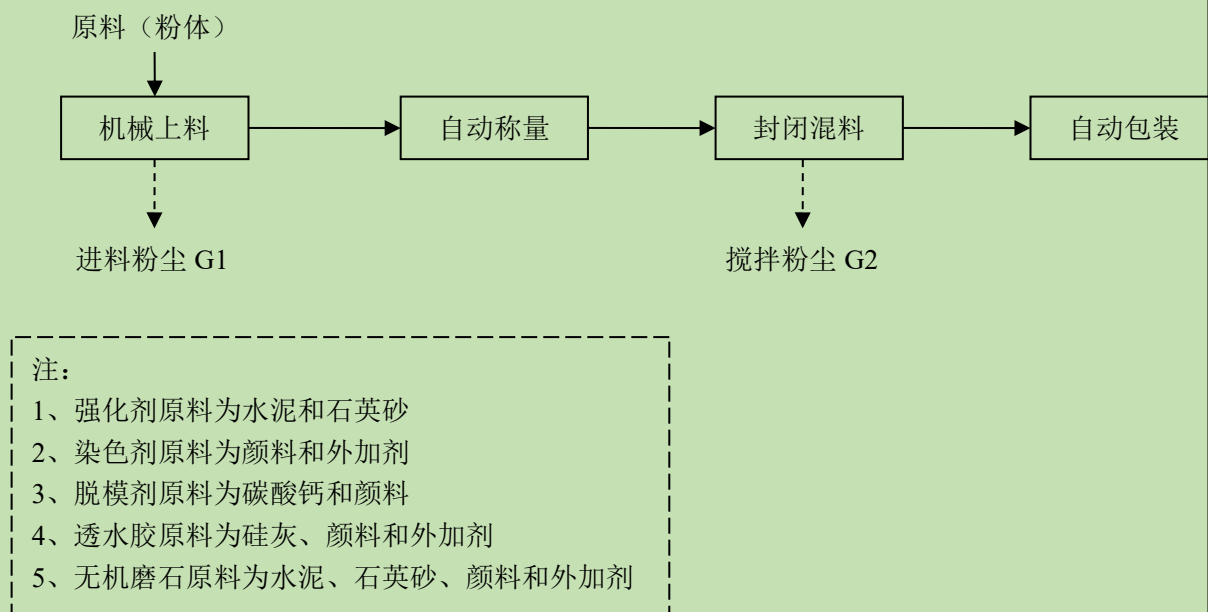 原料（粉体）
机械上料
自动称量
封闭混料
自动包装
进料粉尘 G1
搅拌粉尘 G2
注：
1、强化剂原料为水泥和石英砂
2、染色剂原料为颜料和外加剂
3、脱模剂原料为碳酸钙和颜料
4、透水胶原料为硅灰、颜料和外加剂
5、无机磨石原料为水泥、石英砂、颜料和外加剂